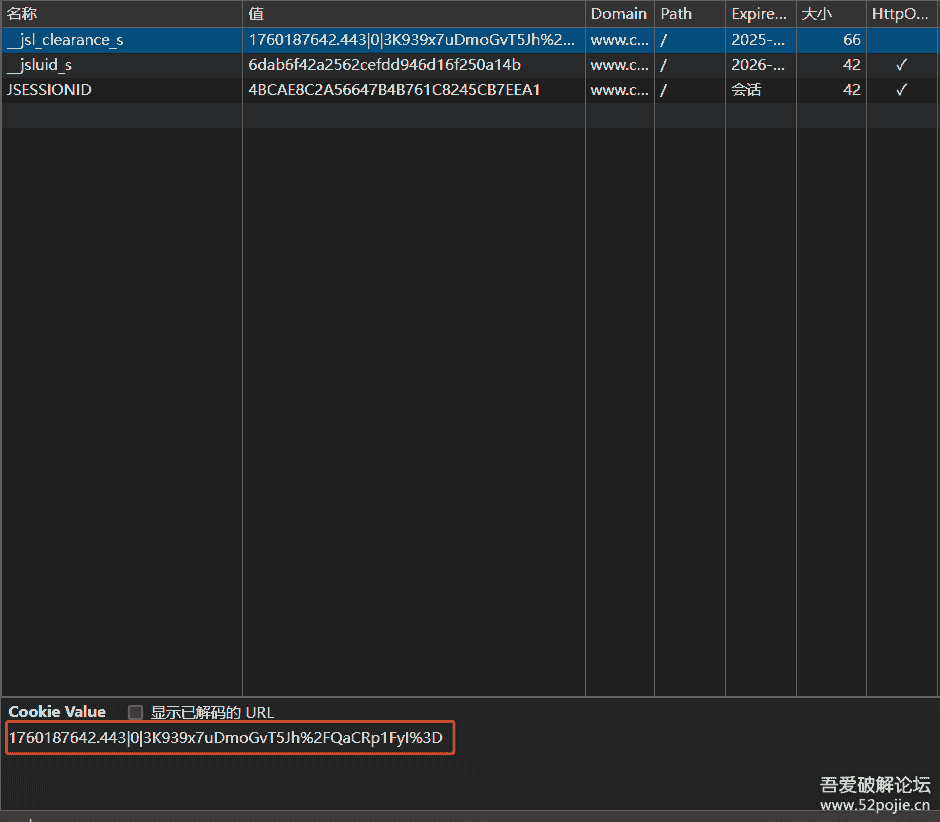 名称 值 Domain Path Expire... 大小 HttpO...
__jsl_clearance_s 1760187642.443|0|3K939x7uDmoGvT5Jh%2... www.c... / 2025-... 66
__jsluid_s 6dab6f42a2562cefdd946d16f250a14b www.c... / 2026-... 42 ✓
JSESSIONID 4BCAE8C2A56647B4B761C8245CB7EEA1 www.c... / 会话 42 ✓
Cookie Value 显示已解码的 URL
1760187642.443|0|3K939x7uDmoGvT5Jh%2FQaCRp1FyI%3D
吾爱破解论坛
www.52pojie.cn